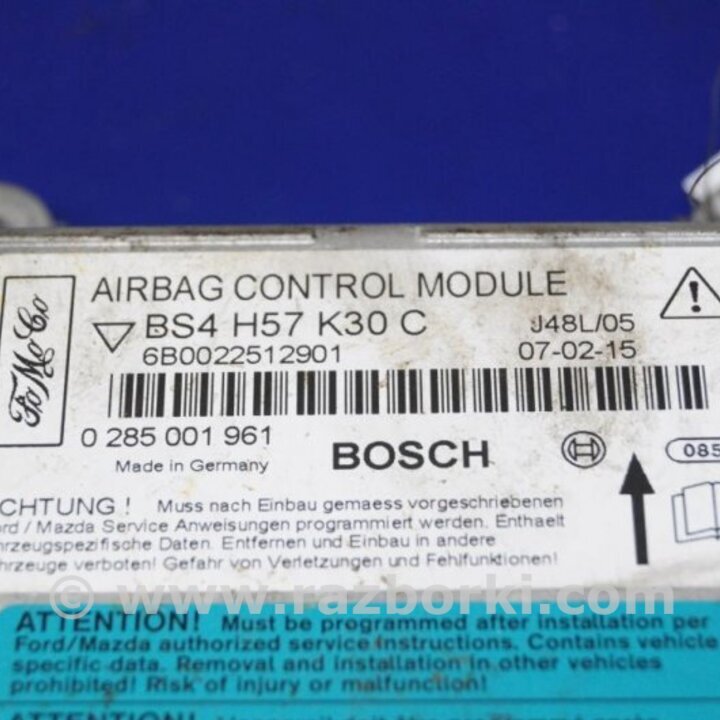 AIRBAG CONTROL MODULE
BS4 H57 K30 C
J48L/05
6B0022512901
07-02-15
FoMoCo
0 285 001 961
Made in Germany
BOSCH
085
CHTUNG ! Muss nach Einbau gemaess vorgeschriebenen
ord / Mazda Service Anweisungen programmiert werden. Enthaelt
hrzeugspezifische Daten. Entfernen und Einbau in andere
hrzeuge verboten! Gefahr von Verletzungen und Fehlfunktionen!
© www.razborki.com
ATTENTION! Must be programmed after installation per
Ford/Mazda authorized service instructions. Contains vehicle
specific data. Removal and installation in other vehicles
prohibited! Risk of injury or malfunction!